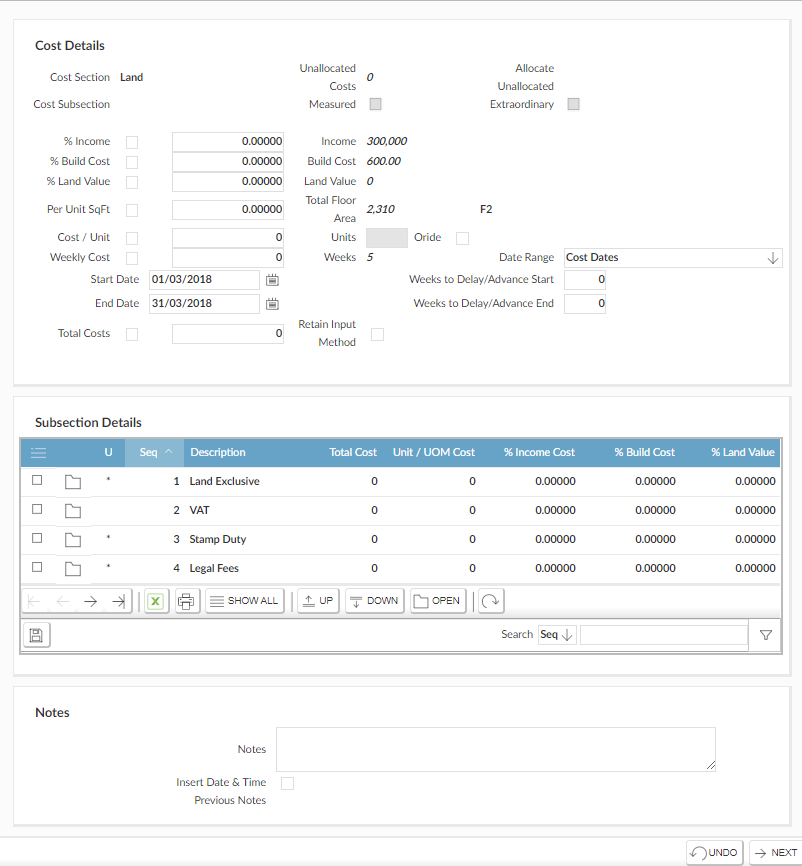 Cost Details
Cost Section Land Unallocated Costs 0 Allocate Unallocated
Cost Subsection Measured Extraordinary
% Income 0.00000 Income 300,000
% Build Cost 0.00000 Build Cost 600.00
% Land Value 0.00000 Land Value 0
Per Unit SqFt 0.00000 Total Floor Area 2,310 F2
Cost / Unit 0 Units Oride
Weekly Cost 0 Weeks 5 Date Range Cost Dates
Start Date 01/03/2018 Weeks to Delay/Advance Start 0
End Date 31/03/2018 Weeks to Delay/Advance End 0
Total Costs 0 Retain Input Method
Subsection Details
U Seq Description Total Cost Unit / UOM Cost % Income Cost % Build Cost % Land Value
* 1 Land Exclusive 0 0 0.00000 0.00000 0.00000
2 VAT 0 0 0.00000 0.00000 0.00000
* 3 Stamp Duty 0 0 0.00000 0.00000 0.00000
* 4 Legal Fees 0 0 0.00000 0.00000 0.00000
X SHOW ALL UP DOWN OPEN
Search Seq
Notes
Notes
Insert Date & Time
Previous Notes
UNDO NEXT